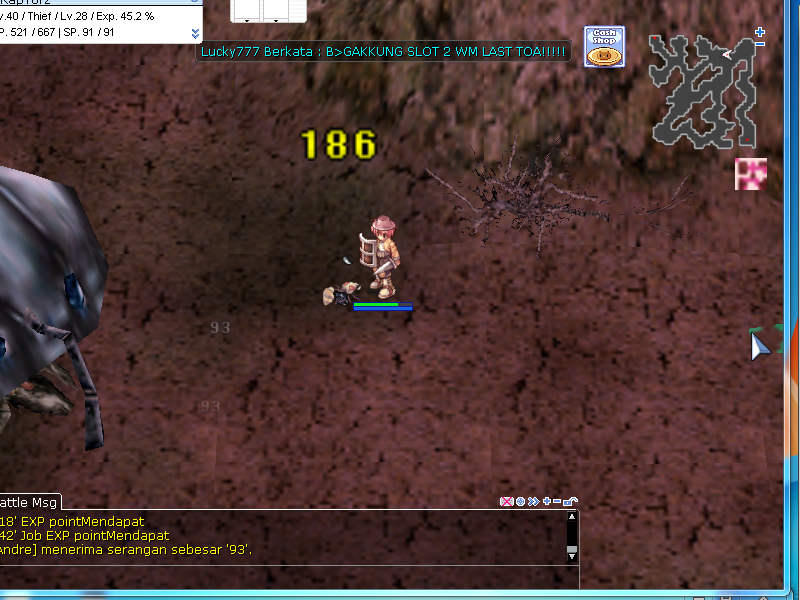 v.40 / Thief / Lv.28 / Exp. 45.2 %
P. 521 / 667 | SP. 91 / 91
Cash
Shop
Lucky777 Berkata : B>GAKKUNG SLOT 2 WM LAST TOA!!!!!
186
93
93
attle Msg
18' EXP pointMendapat
42' Job EXP pointMendapat
Andre] menerima serangan sebesar '93'.